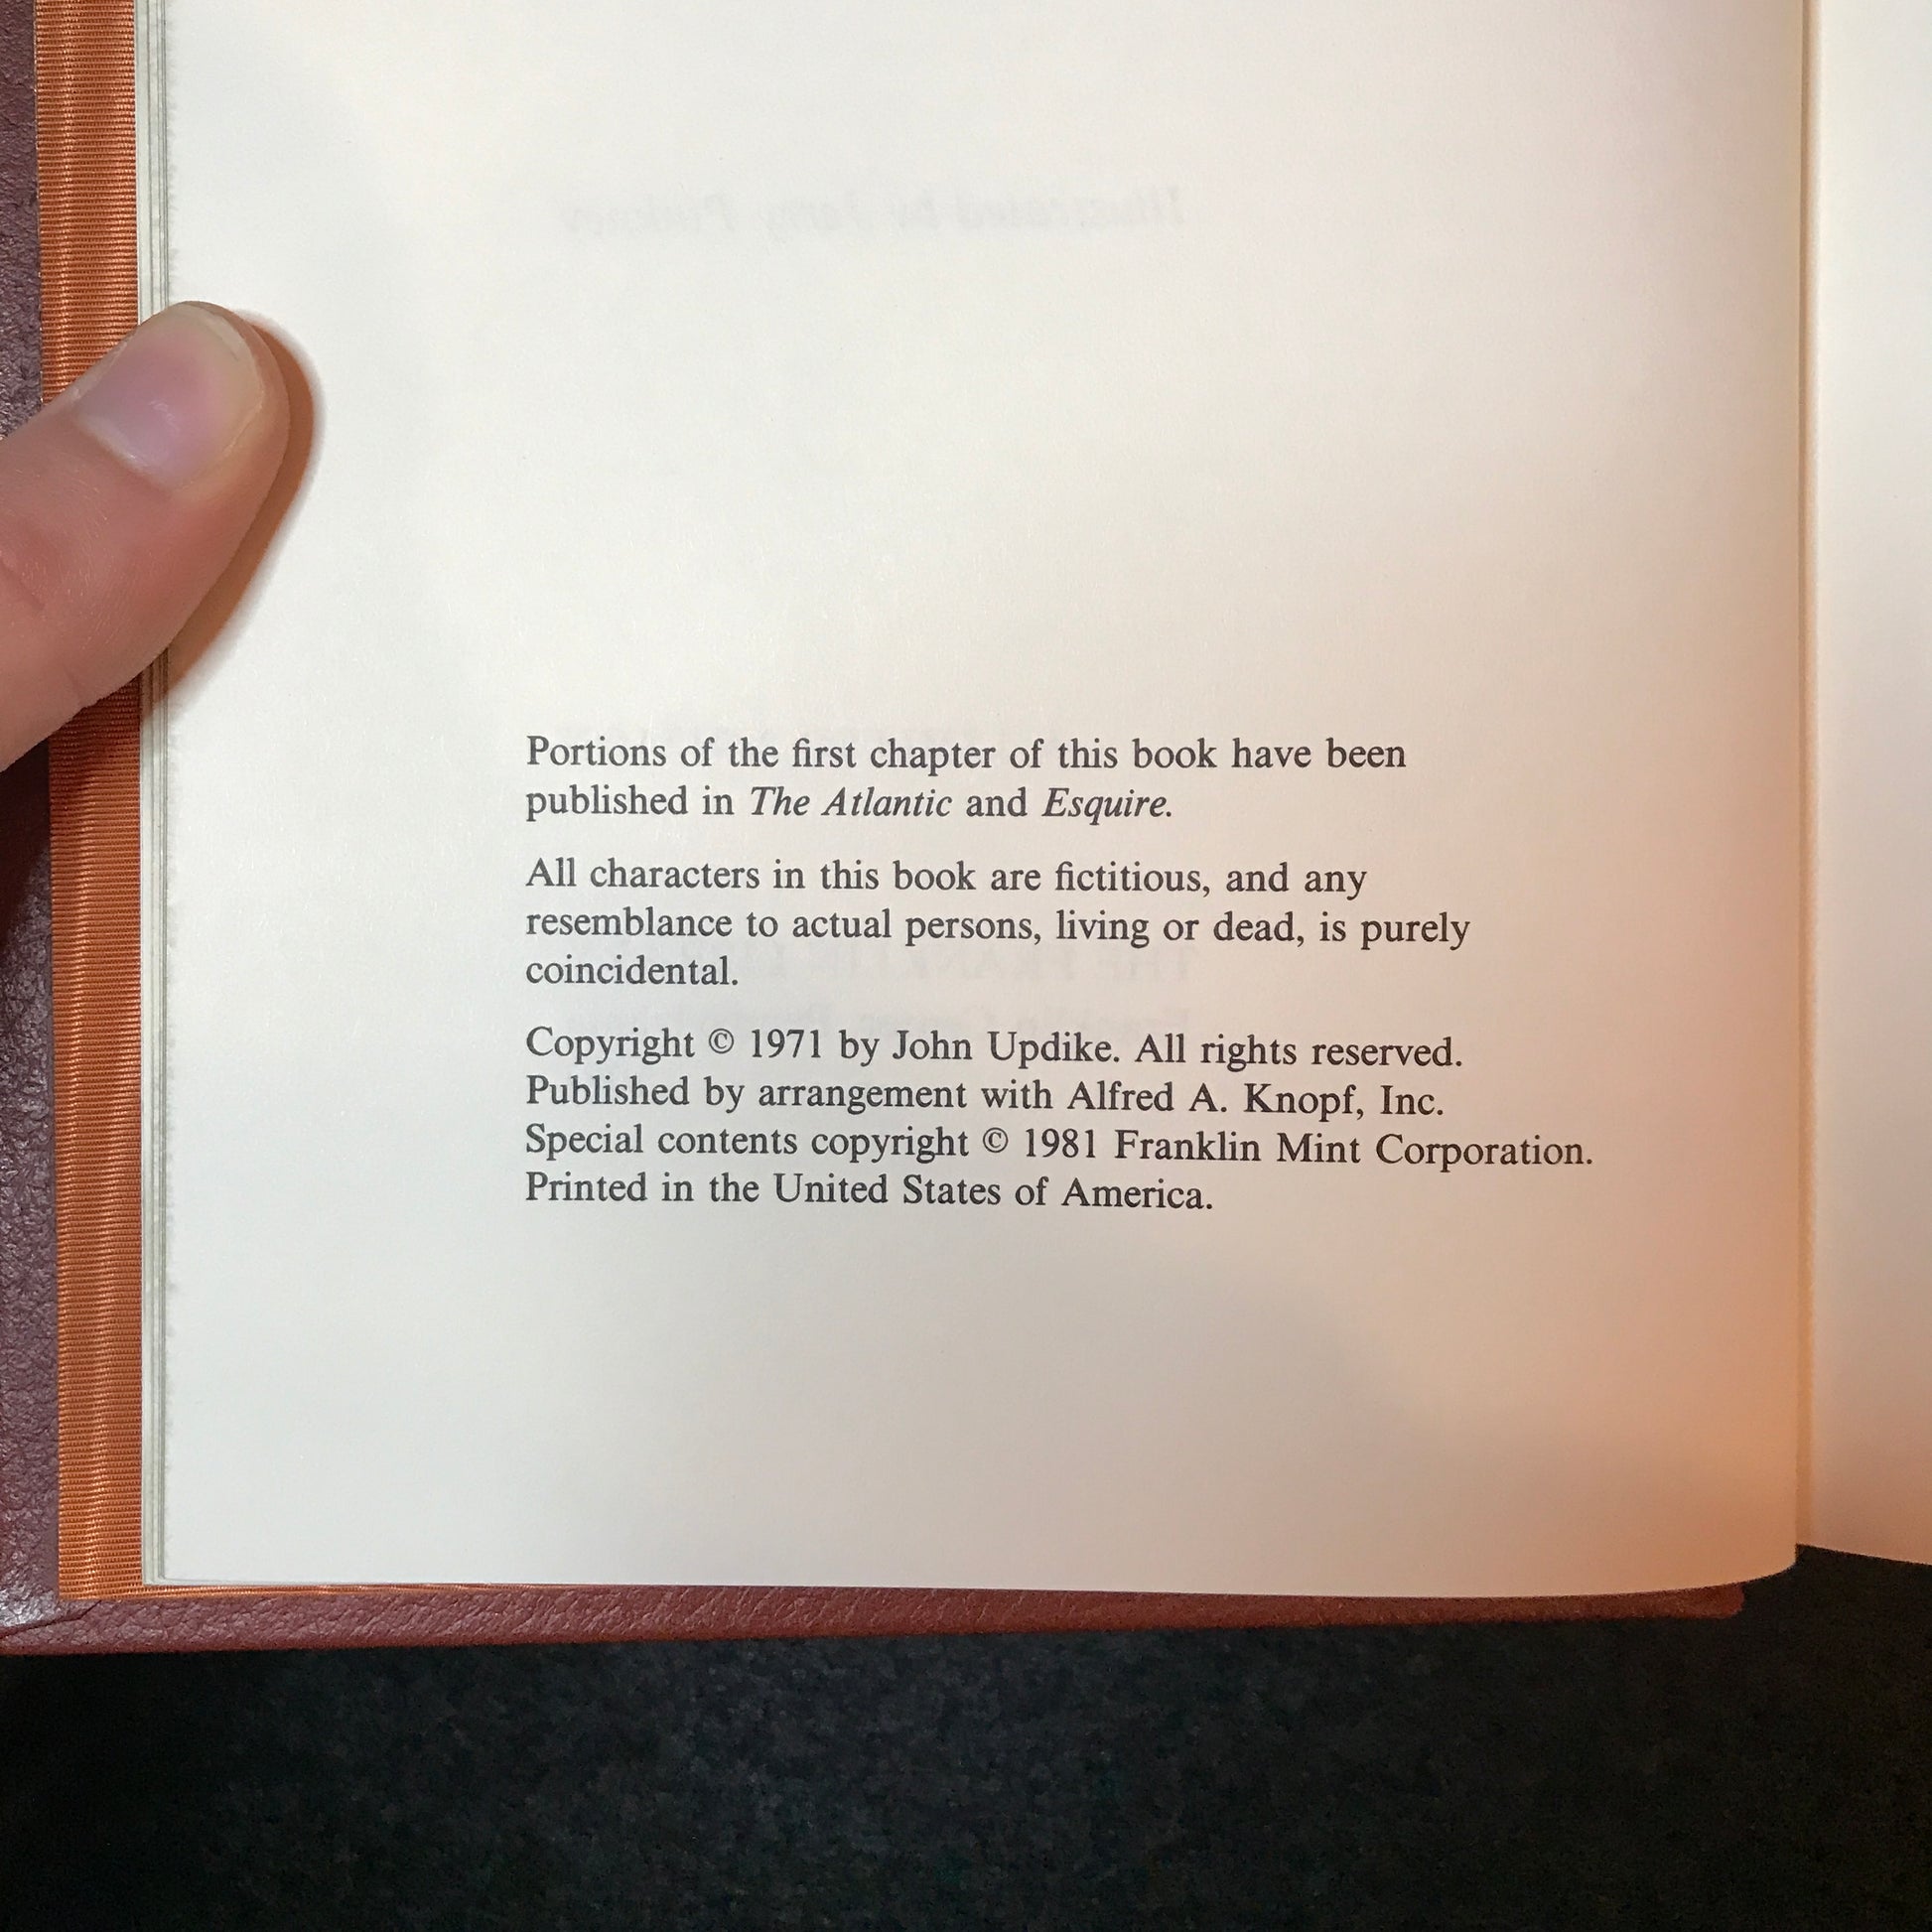 Portions of the first chapter of this book have been
published in The Atlantic and Esquire.
All characters in this book are fictitious, and any
resemblance to actual persons, living or dead, is purely
coincidental.
Copyright © 1971 by John Updike. All rights reserved.
Published by arrangement with Alfred A. Knopf, Inc.
Special contents copyright © 1981 Franklin Mint Corporation.
Printed in the United States of America.